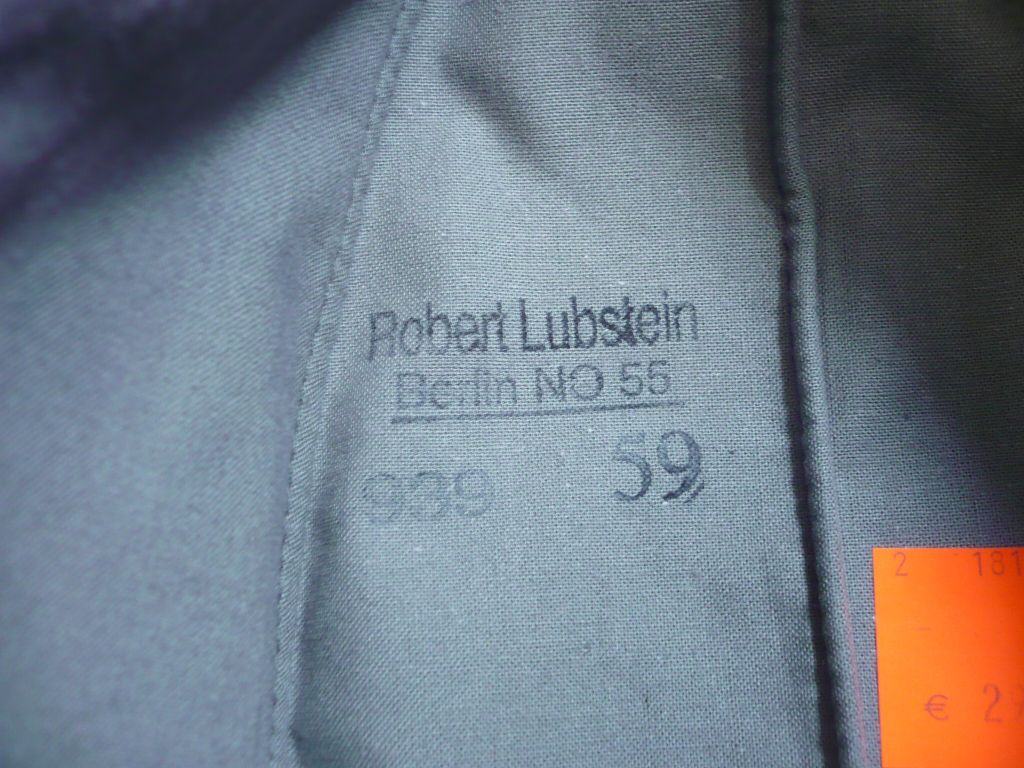 Robert Lubstein
Berlin NO 55
939 59
2 181
€ 2